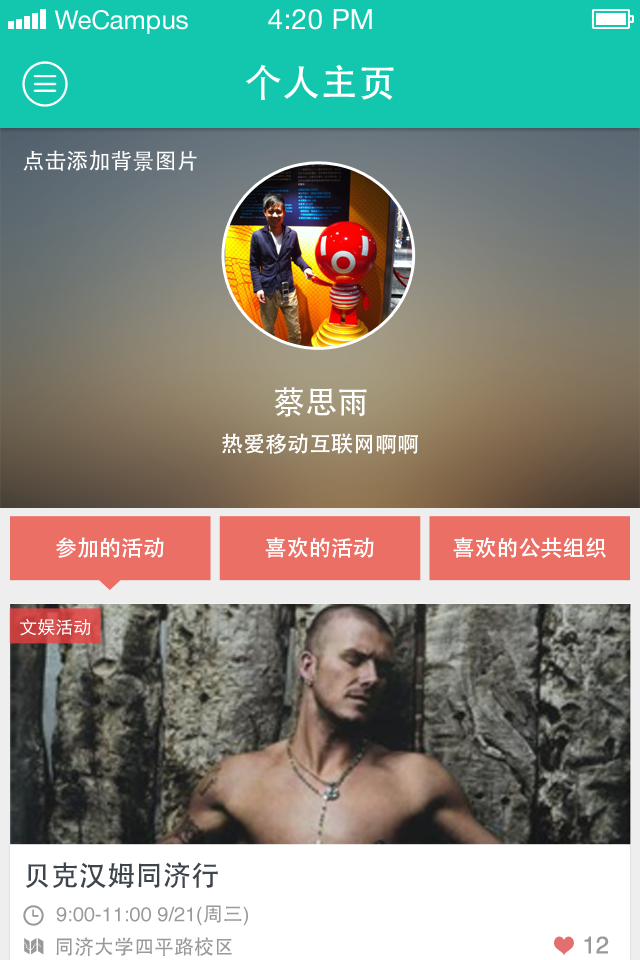 WeCampus 4:20 PM
个人主页
点击添加背景图片
蔡思雨
热爱移动互联网啊啊
参加的活动 喜欢的活动 喜欢的公共组织
文娱活动
贝克汉姆同济行
9:00-11:00 9/21(周三)
同济大学四平路校区 12